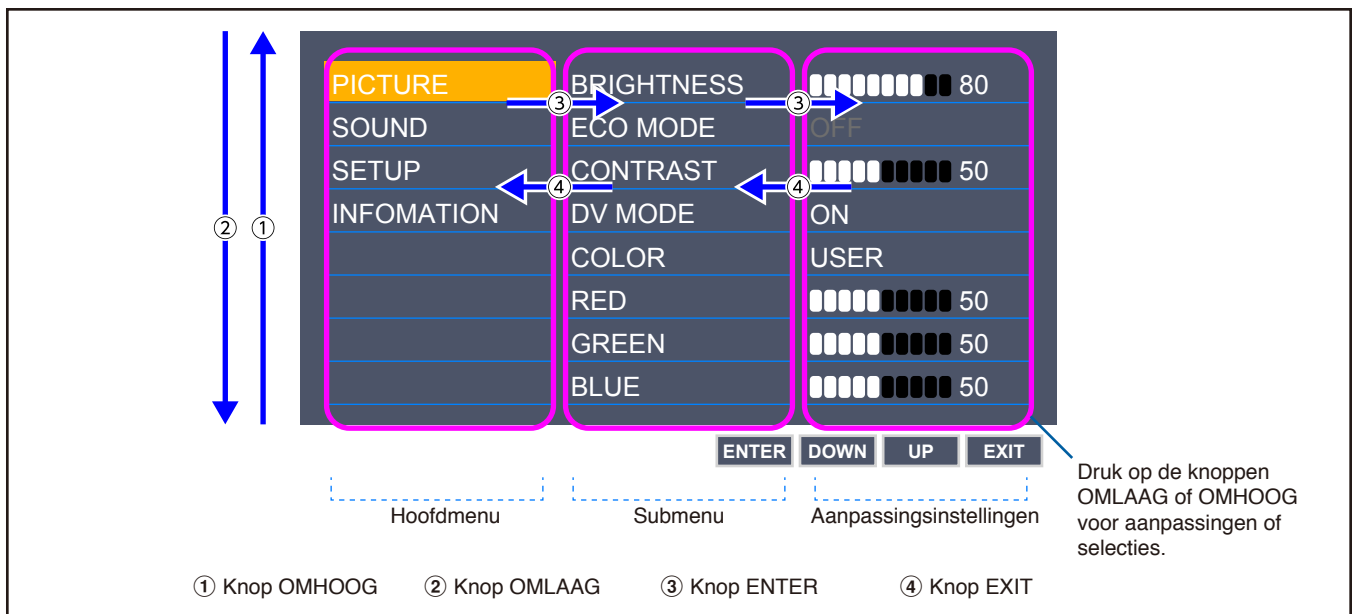 PICTURE BRIGHTNESS 80
③ ③
SOUND ECO MODE OFF
SETUP CONTRAST 50
④ ④
INFOMATION DV MODE ON
② ①
COLOR USER
RED 50
GREEN 50
BLUE 50
ENTER DOWN UP EXIT
Druk op de knoppen
OMLAAG of OMHOOG
voor aanpassingen of
selecties.
Hoofdmenu Submenu Aanpassingsinstellingen
① Knop OMHOOG ② Knop OMLAAG ③ Knop ENTER ④ Knop EXIT